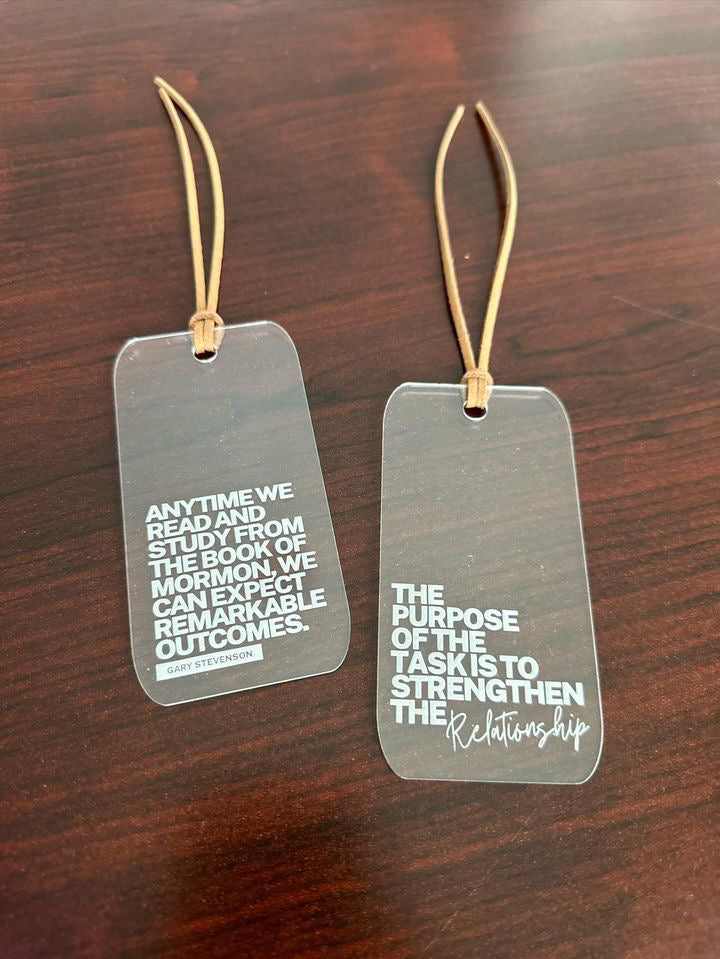 ANYTIME WE
READ AND
STUDY FROM
THE BOOK OF
MORMON, WE
CAN EXPECT
REMARKABLE
OUTCOMES.
GARY STEVENSON
THE
PURPOSE
OF THE
TASK IS TO
STRENGTHEN
THE Relationship